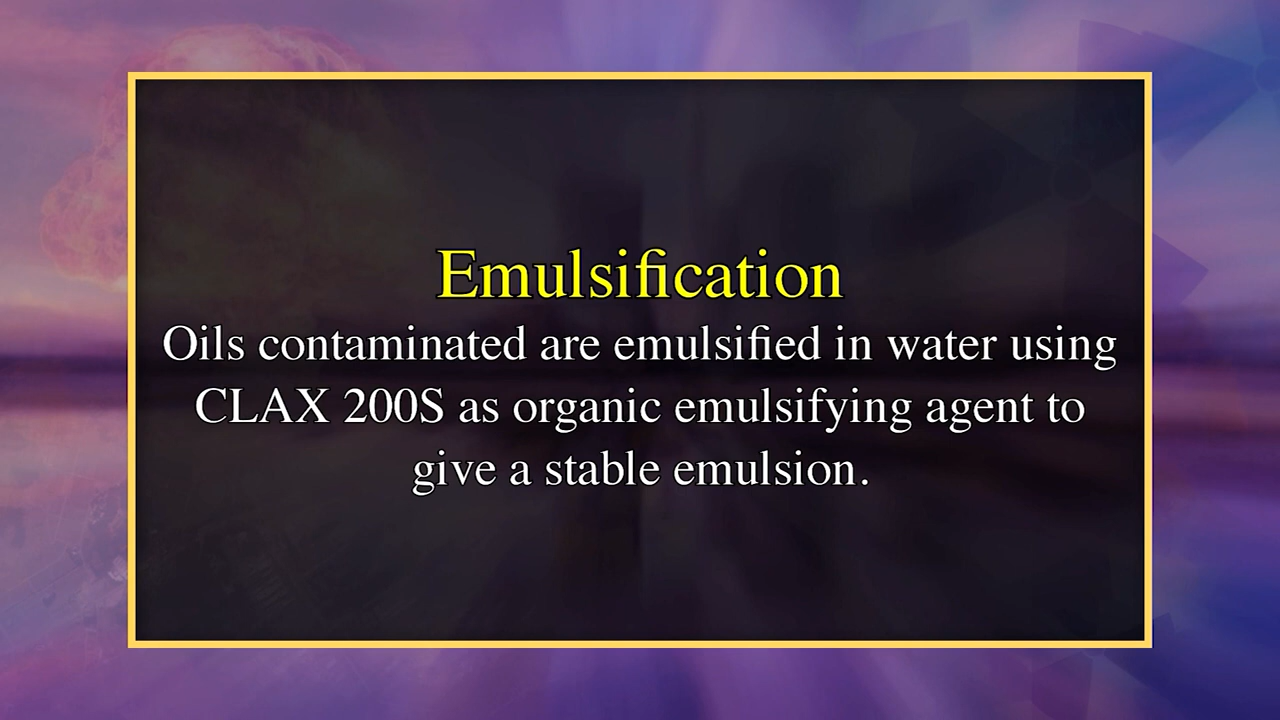 Emulsification
Oils contaminated are emulsified in water using
CLAX 200S as organic emulsifying agent to
give a stable emulsion.